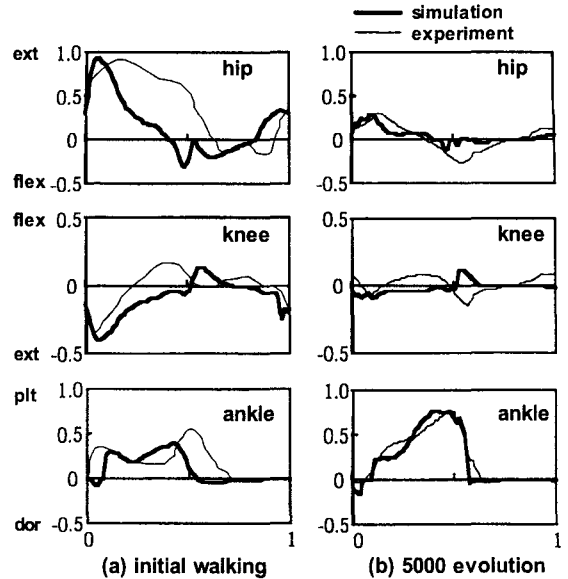 simulation
experiment
ext 1.0 hip 1.0 hip
0.5 0.5
0 0
flex -0.5 -0.5
flex 0.5 knee 0.5 knee
0 0
ext -0.5 -0.5
plt 1.0 ankle 1.0 ankle
0.5 0.5
0 0
dor -0.5 -0.5
0 1 0 1
(a) initial walking (b) 5000 evolution